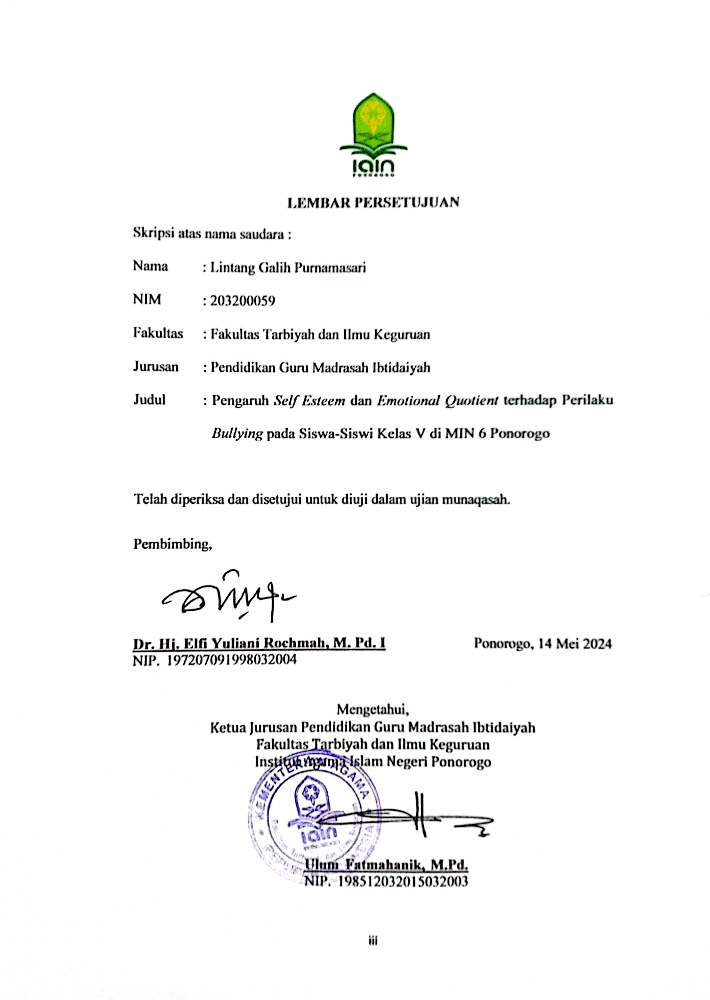 iain
PONOROGO
LEMBAR PERSETUJUAN
Skripsi atas nama saudara :
Nama : Lintang Galih Purnamasari
NIM : 203200059
Fakultas : Fakultas Tarbiyah dan Ilmu Keguruan
Jurusan : Pendidikan Guru Madrasah Ibtidaiyah
Judul : Pengaruh Self Esteem dan Emotional Quotient terhadap Perilaku
Bullying pada Siswa-Siswi Kelas V di MIN 6 Ponorogo
Telah diperiksa dan disetujui untuk diuji dalam ujian munaqasah.
Pembimbing,
Dr. Hj. Elfi Yuliani Rochmah, M. Pd. I Ponorogo, 14 Mei 2024
NIP. 197207091998032004
Mengetahui,
Ketua Jurusan Pendidikan Guru Madrasah Ibtidaiyah
Fakultas Tarbiyah dan Ilmu Keguruan
Institut Agama Islam Negeri Ponorogo
KEMENTERIAN AGAMA
iain
Ulum Fatmahanik, M.Pd.
NIP. 198512032015032003
iii